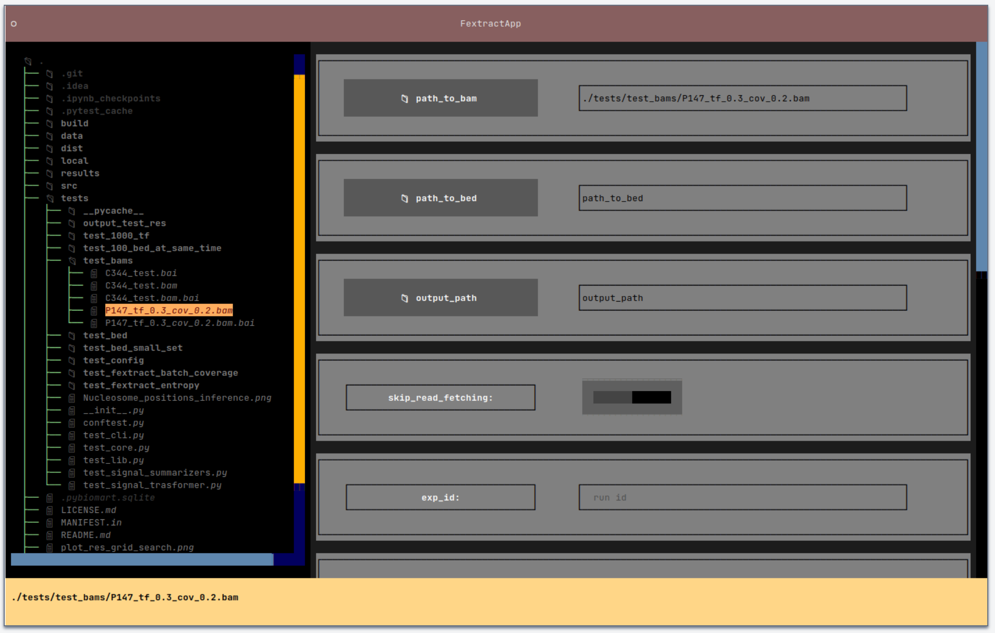 FextractApp
.
.git
.idea
.ipynb_checkpoints
.pytest_cache
build
data
dist
local
results
src
tests
__pycache__
output_test_res
test_1000_tf
test_100_bed_at_same_time
test_bams
C344_test.bai
C344_test.bam
C344_test.bam.bai
P147_tf_0.3_cov_0.2.bam
P147_tf_0.3_cov_0.2.bam.bai
test_bed
test_bed_small_set
test_config
test_fextract_batch_coverage
test_fextract_entropy
Nucleosome_positions_inference.png
__init__.py
conftest.py
test_cli.py
test_core.py
test_lib.py
test_signal_summarizers.py
test_signal_trasformer.py
.pybiomart.sqlite
LICENSE.md
MANIFEST.in
README.md
plot_res_grid_search.png
path_to_bam
./tests/test_bams/P147_tf_0.3_cov_0.2.bam
path_to_bed
path_to_bed
output_path
output_path
skip_read_fetching:
exp_id:
run id
./tests/test_bams/P147_tf_0.3_cov_0.2.bam